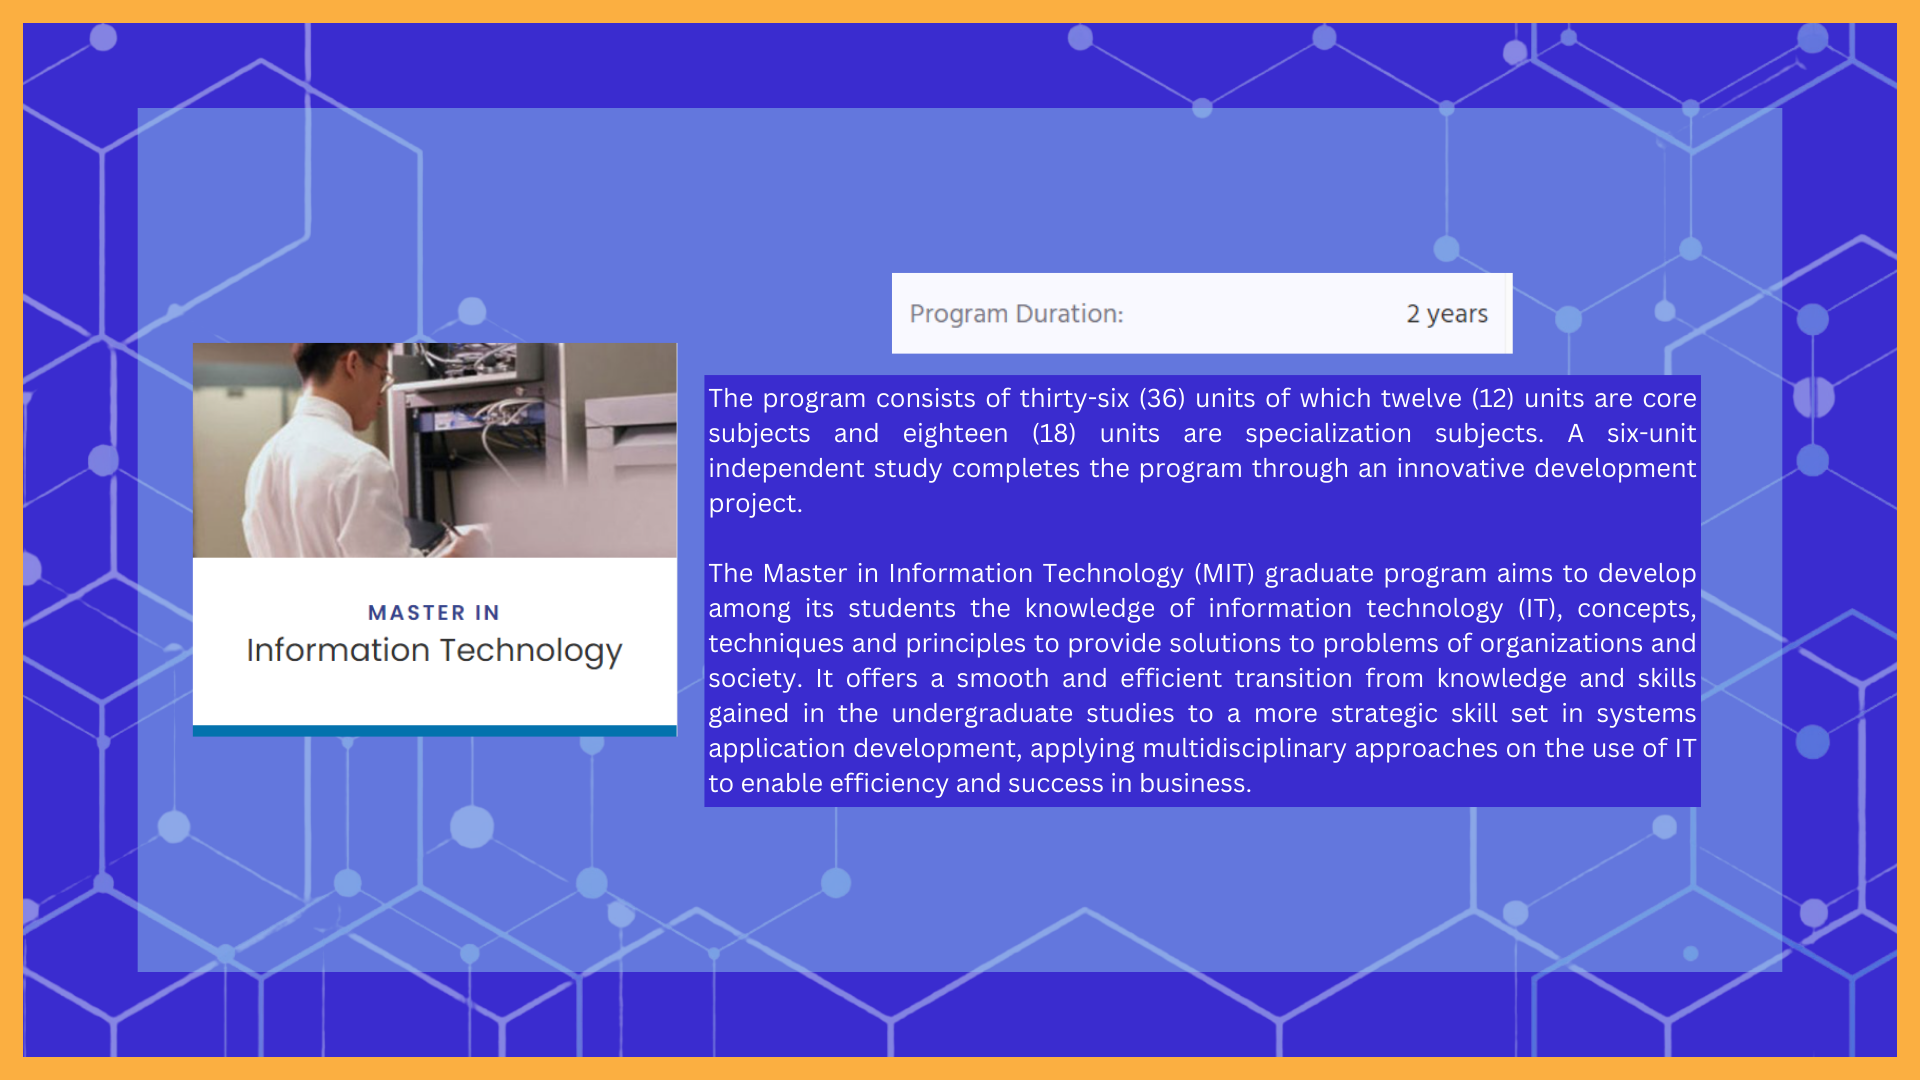 Program Duration: 2 years
MASTER IN
Information Technology
The program consists of thirty-six (36) units of which twelve (12) units are core
subjects and eighteen (18) units are specialization subjects. A six-unit
independent study completes the program through an innovative development
project.
The Master in Information Technology (MIT) graduate program aims to develop
among its students the knowledge of information technology (IT), concepts,
techniques and principles to provide solutions to problems of organizations and
society. It offers a smooth and efficient transition from knowledge and skills
gained in the undergraduate studies to a more strategic skill set in systems
application development, applying multidisciplinary approaches on the use of IT
to enable efficiency and success in business.